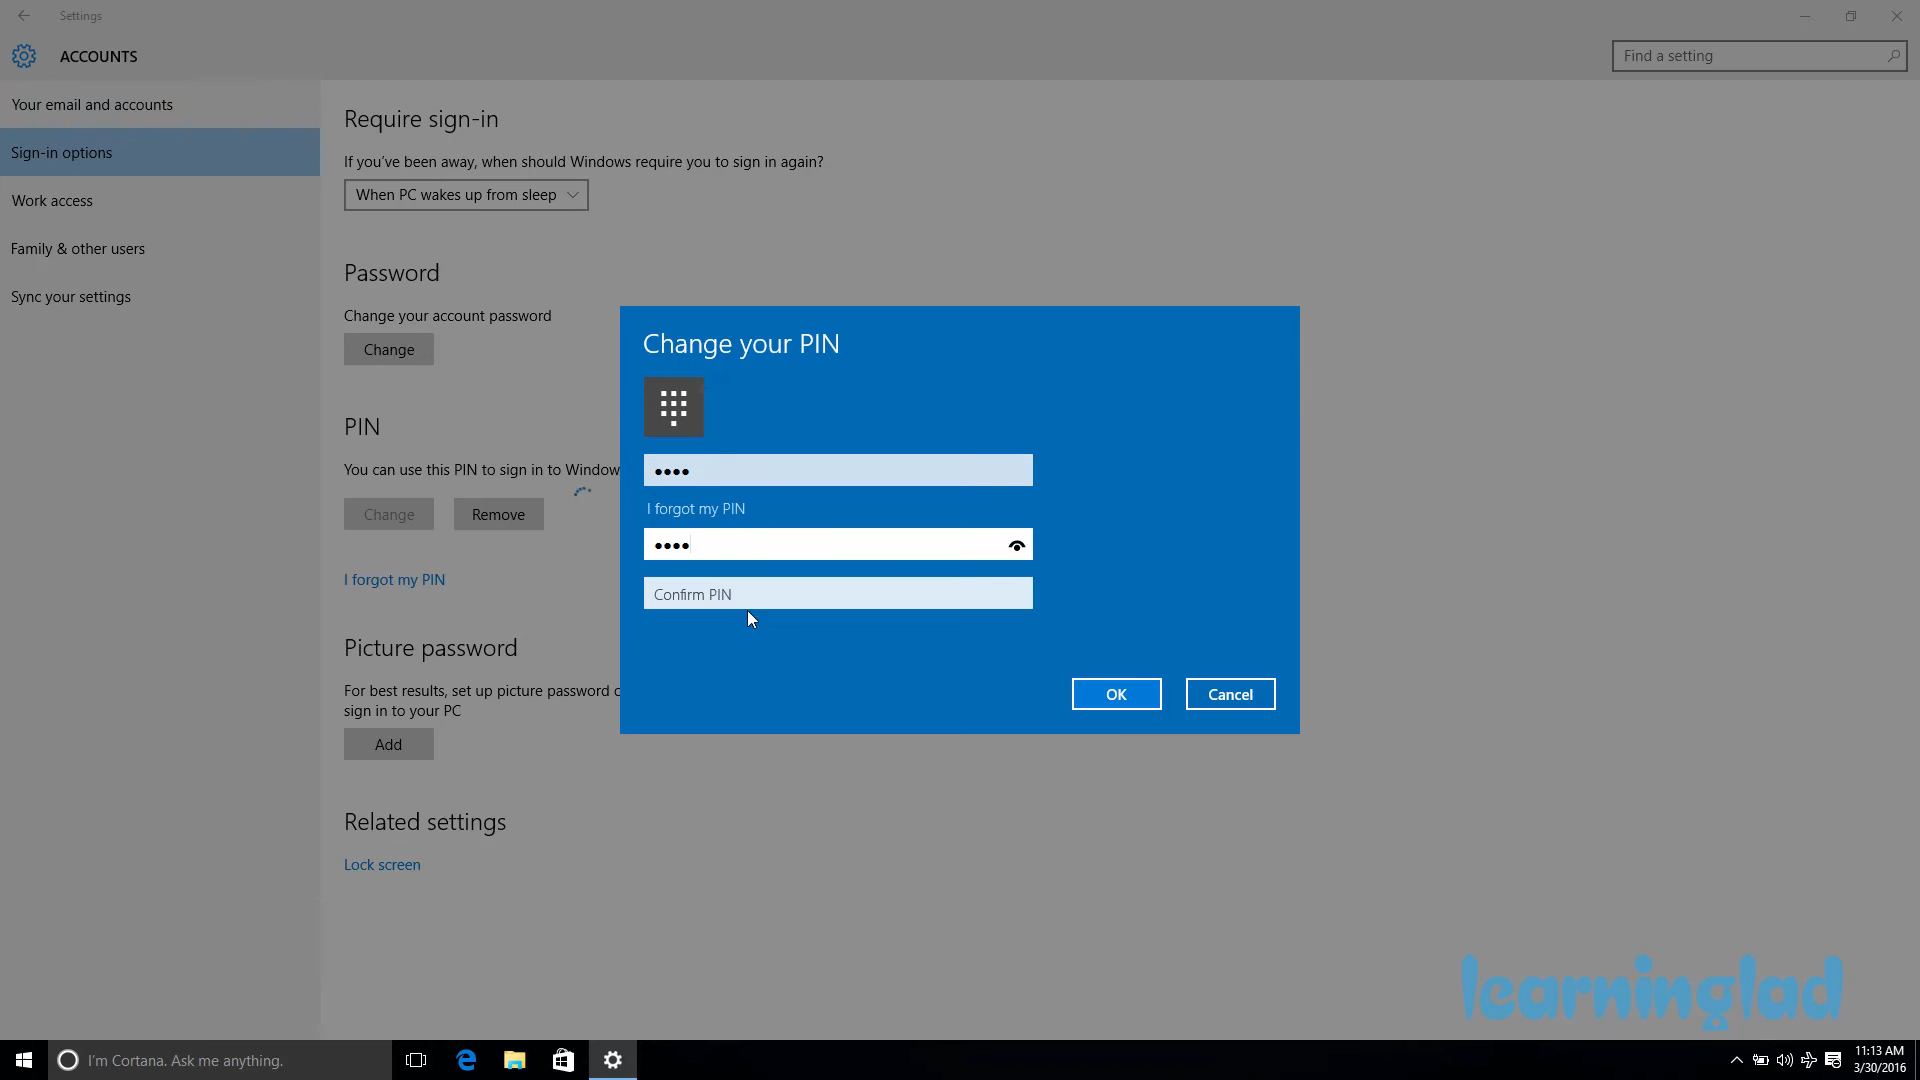 Settings
ACCOUNTS
Find a setting
Your email and accounts
Sign-in options
Work access
Family & other users
Sync your settings
Require sign-in
If you've been away, when should Windows require you to sign in again?
When PC wakes up from sleep
Password
Change your account password
Change
PIN
You can use this PIN to sign in to Window
Change
Remove
I forgot my PIN
Picture password
For best results, set up picture password o
sign in to your PC
Add
Related settings
Lock screen
Change your PIN
••••
I forgot my PIN
••••
Confirm PIN
OK
Cancel
learninglad
I'm Cortana. Ask me anything.
11:13 AM
3/30/2016